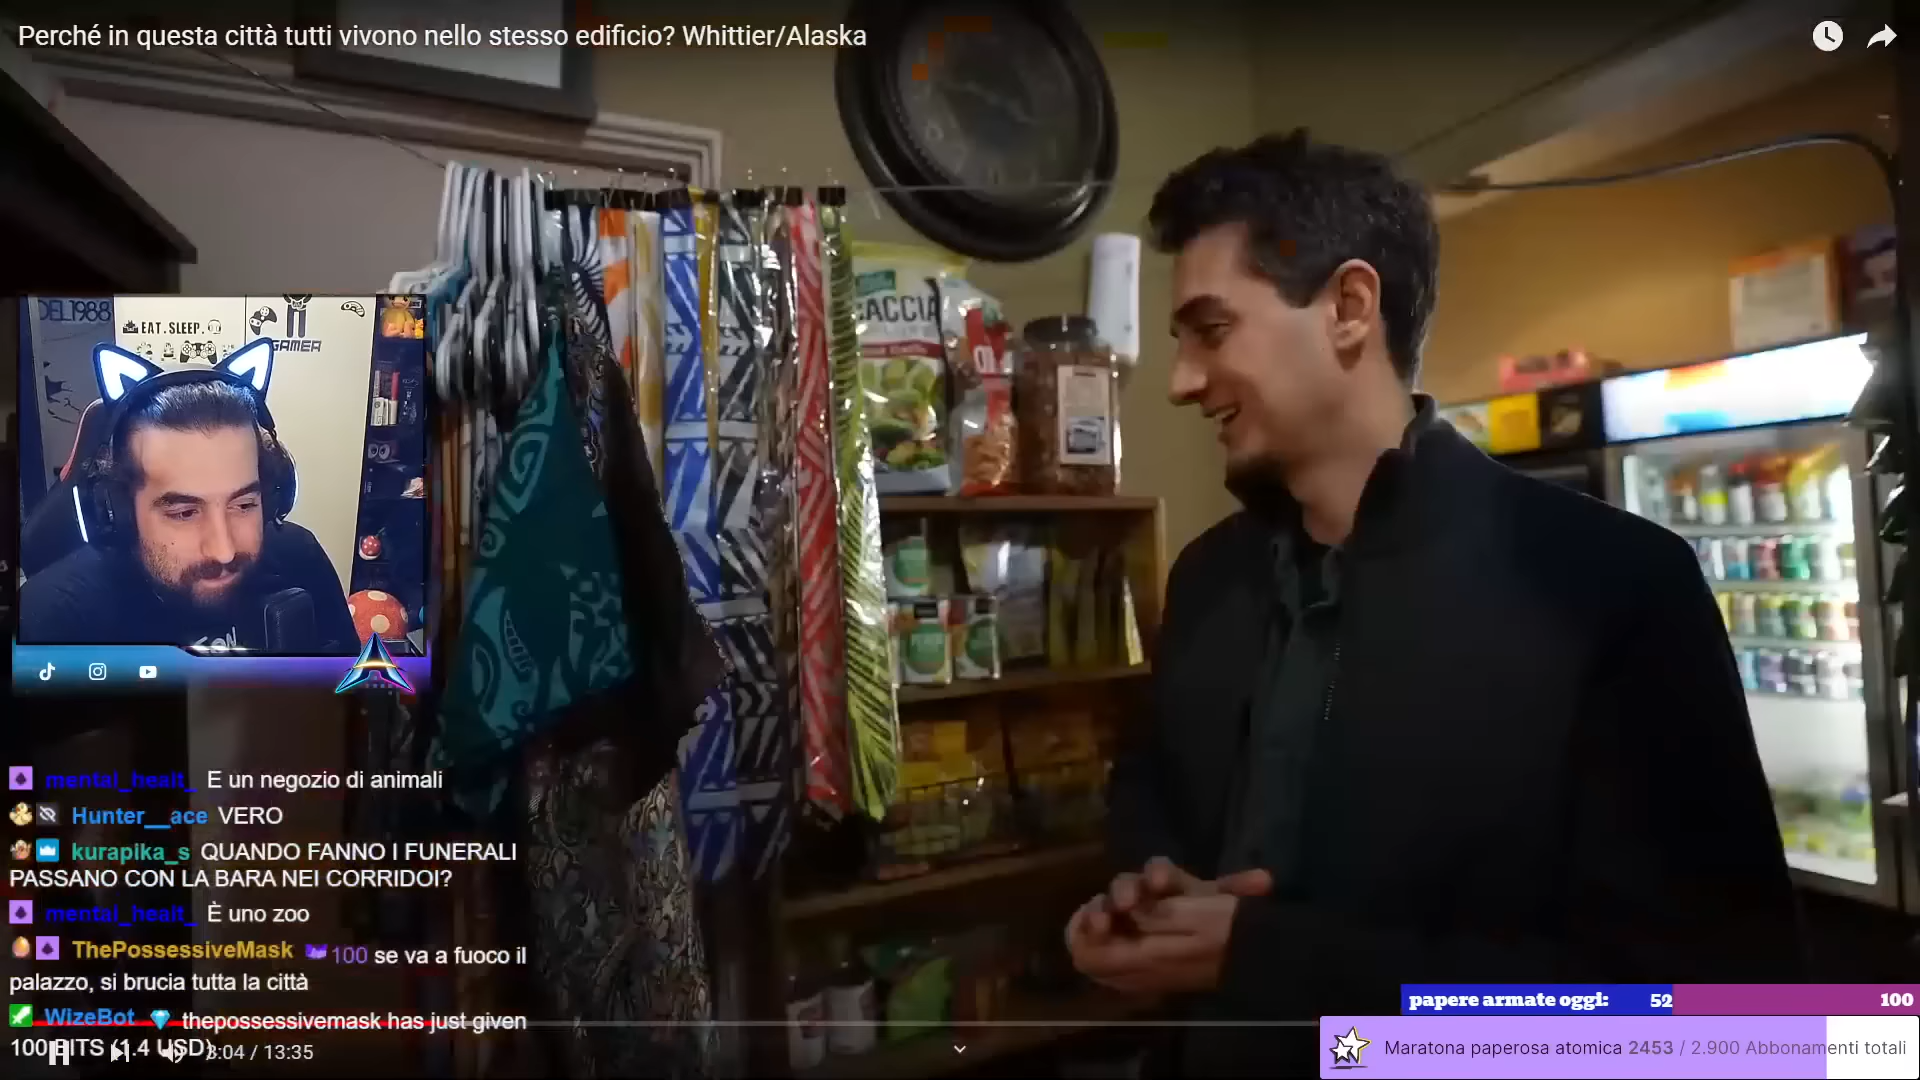 Perché in questa città tutti vivono nello stesso edificio? Whittier/Alaska
DEL1988
EAT.SLEEP.
GAMER
mental_healt_ E un negozio di animali
Hunter__ace VERO
kurapika_s QUANDO FANNO I FUNERALI
PASSANO CON LA BARA NEI CORRIDOI?
mental_healt_ È uno zoo
ThePossessiveMask 100 se va a fuoco il
palazzo, si brucia tutta la città
WizeBot thepossessivemask has just given
100 BITS (1.4 USD)
3:04 / 13:35
papere armate oggi: 52 100
Maratona paperosa atomica 2453 / 2.900 Abbonamenti totali